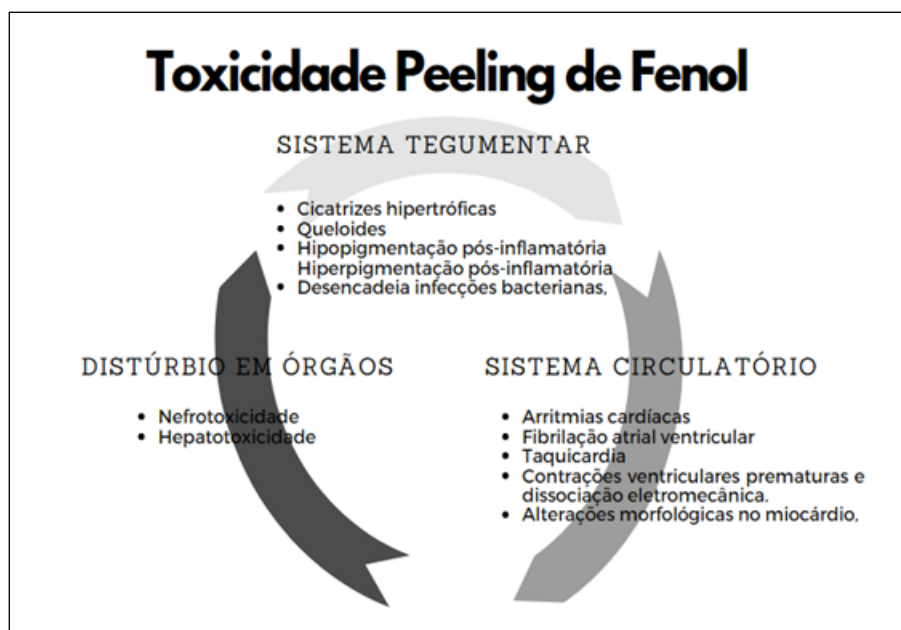 Toxicidade Peeling de Fenol
SISTEMA TEGUMENTAR
• Cicatrizes hipertróficas
• Queloides
• Hipopigmentação pós-inflamatória
Hiperpigmentação pós-inflamatória
• Desencadeia infecções bacterianas,
DISTÚRBIO EM ÓRGÃOS
• Nefrotoxicidade
• Hepatotoxicidade
SISTEMA CIRCULATÓRIO
• Arritmias cardíacas
• Fibrilação atrial ventricular
• Taquicardia
• Contrações ventriculares prematuras e
dissociação eletromecânica.
• Alterações morfológicas no miocárdio,